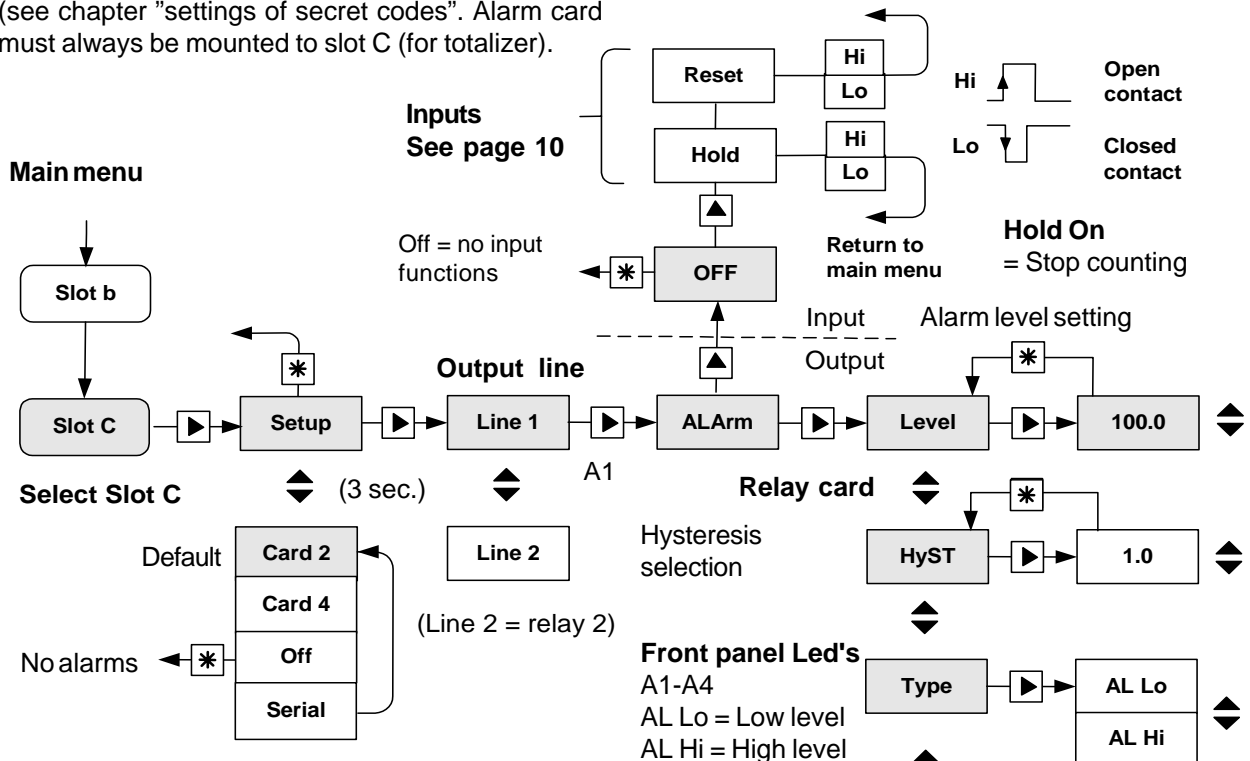 (see chapter ”settings of secret codes”. Alarm card
must always be mounted to slot C (for totalizer).
Inputs
See page 10
Reset
Hi
Lo
Hold
Hi
Lo
Hi
Open
contact
Lo
Closed
contact
Main menu
Off = no input
functions
OFF
Return to
main menu
Hold On
= Stop counting
Slot b
Input
Output
Alarm level setting
Output line
Slot C
Setup
Line 1
ALArm
Level
100.0
Select Slot C
(3 sec.)
A1
Relay card
Default
Card 2
Card 4
Off
Serial
No alarms
Line 2
(Line 2 = relay 2)
Hysteresis
selection
HyST
1.0
Front panel Led's
A1-A4
AL Lo = Low level
AL Hi = High level
Type
AL Lo
AL Hi